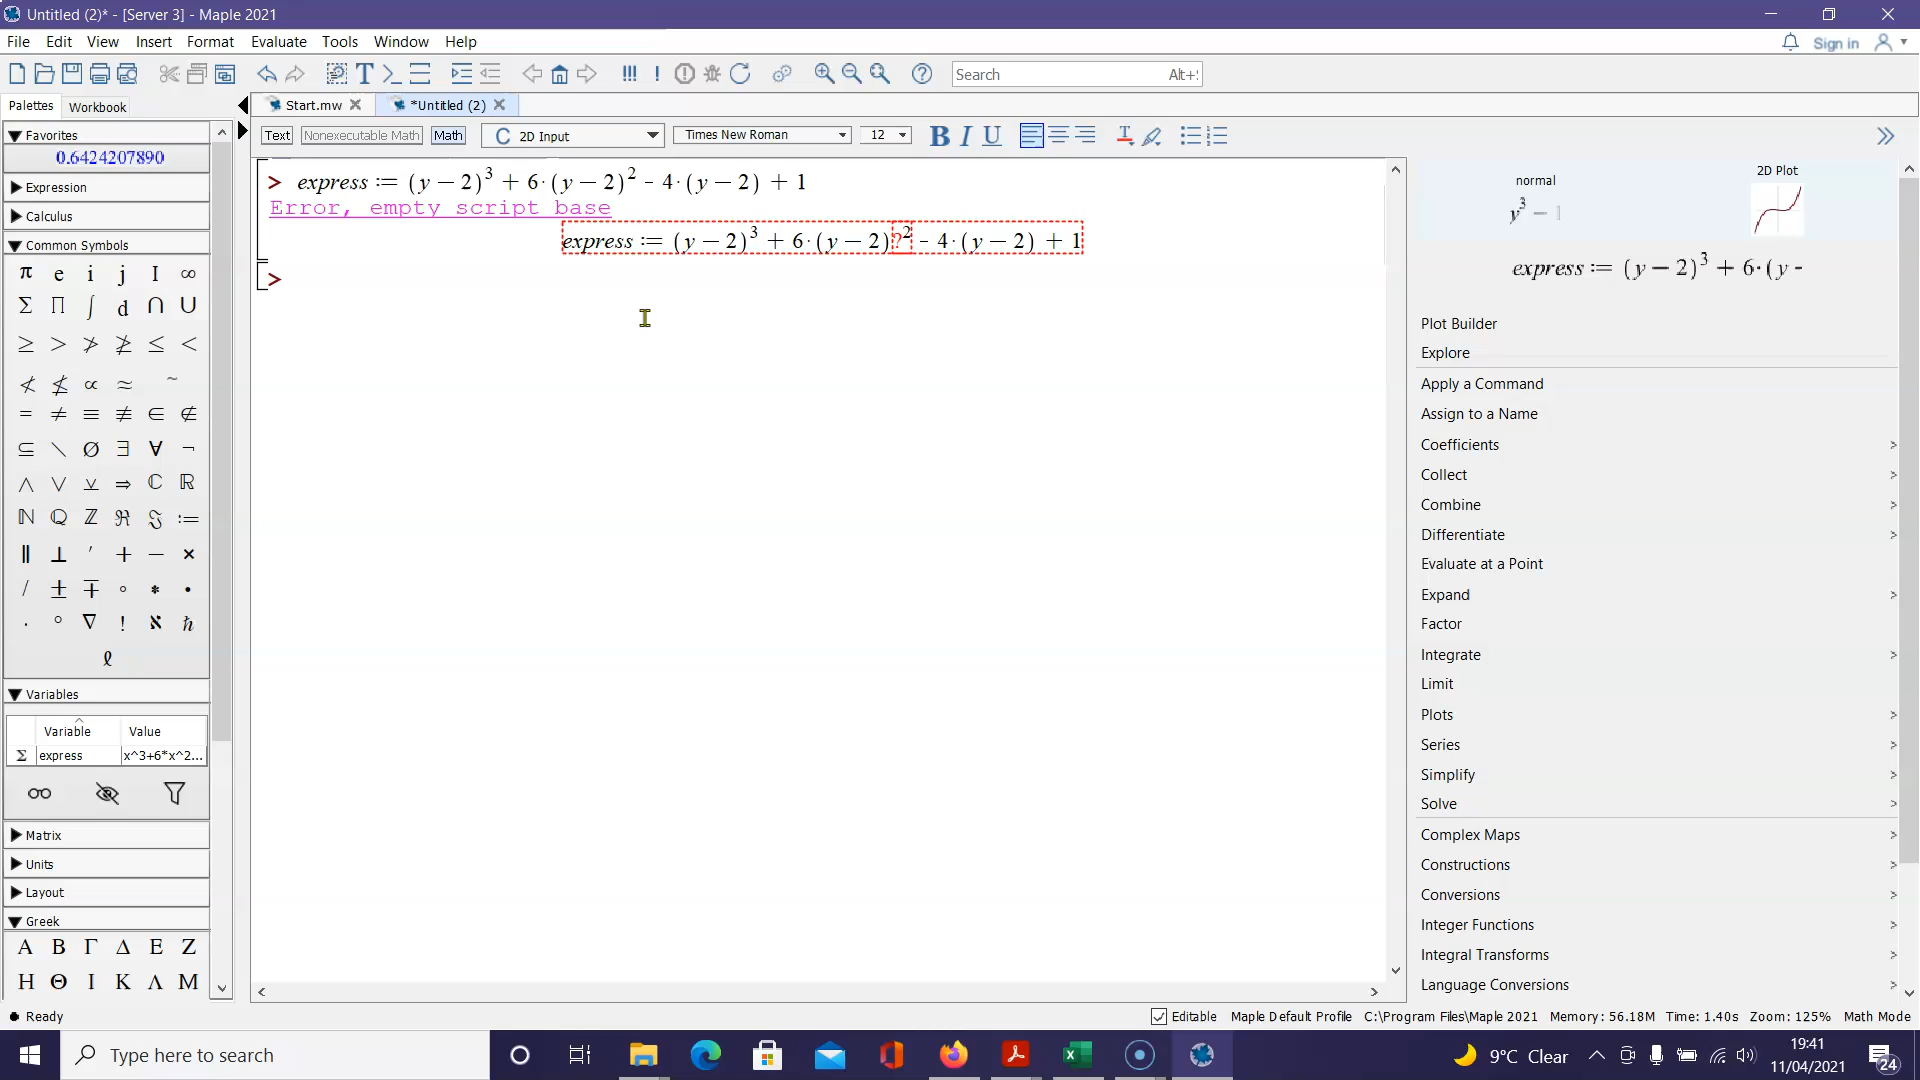 Untitled (2)* - [Server 3] - Maple 2021
File Edit View Insert Format Evaluate Tools Window Help
Sign in
Search Alt+S
Palettes Workbook
Start.mw *Untitled (2)
Favorites
Text Nonexecutable Math Math C 2D Input Times New Roman 12 B I U
0.6424207890
Expression
Calculus
Common Symbols
π e i j I ∞
Σ Π ∫ d ∩ ∪
≥ > ≯ ≱ ≤ <
≮ ≰ ∝ ≈ ~
= ≠ ≡ ≢ ∈ ∉
⊆ \ Ø ∃ ∀ ¬
∧ ∨ ⊻ ⇒ ℂ ℝ
ℕ ℚ ℤ ℜ ℑ :=
∥ ⊥ ′ + − ×
/ ± ∓ ∘ * •
· ° ∇ ! ℵ ℏ
ℓ
Variables
Variable Value
Σ express x^3+6*x^2...
Matrix
Units
Layout
Greek
Α Β Γ Δ Ε Ζ
Η Θ Ι Κ Λ Μ
> express := (y − 2)³ + 6·(y − 2)² − 4·(y − 2) + 1
Error, empty script base
express := (y − 2)³ + 6·(y − 2)?² − 4·(y − 2) + 1
>
normal
y³ −
2D Plot
express := (y − 2)³ + 6·(y −
Plot Builder
Explore
Apply a Command
Assign to a Name
Coefficients >
Collect >
Combine >
Differentiate >
Evaluate at a Point
Expand >
Factor
Integrate >
Limit
Plots >
Series >
Simplify >
Solve >
Complex Maps >
Constructions >
Conversions >
Integer Functions >
Integral Transforms >
Language Conversions >
Ready
Editable Maple Default Profile C:\Program Files\Maple 2021 Memory: 56.18M Time: 1.40s Zoom: 125% Math Mode
Type here to search
9°C Clear
19:41
11/04/2021
24